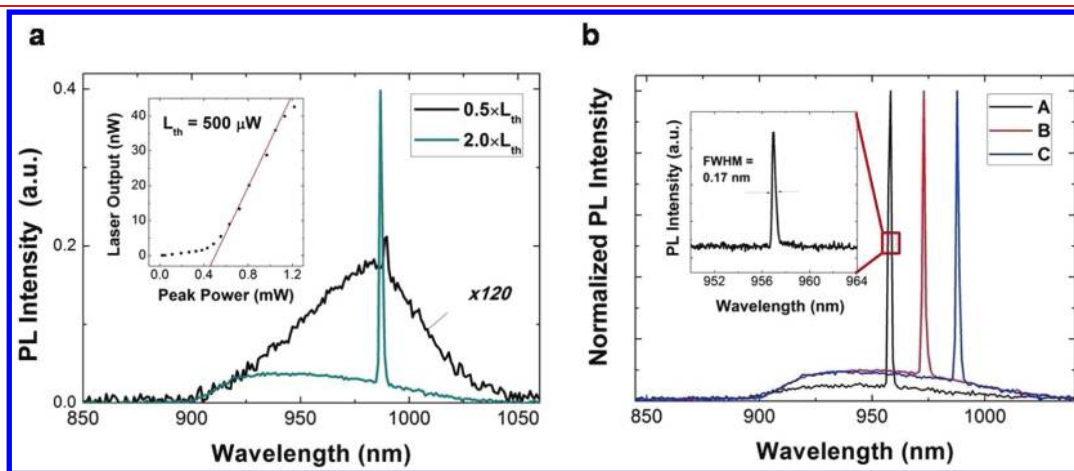 a
PL Intensity (a.u.)
0.4
0.2
0.0
850
900
950
1000
1050
Wavelength (nm)
0.5×Lth
2.0×Lth
x120
Lth = 500 μW
Laser Output (nW)
40
30
20
10
0
0.0
0.4
0.8
1.2
Peak Power (mW)
b
Normalized PL Intensity
850
900
950
1000
Wavelength (nm)
A
B
C
FWHM =
0.17 nm
PL Intensity (a.u.)
952
956
960
964
Wavelength (nm)